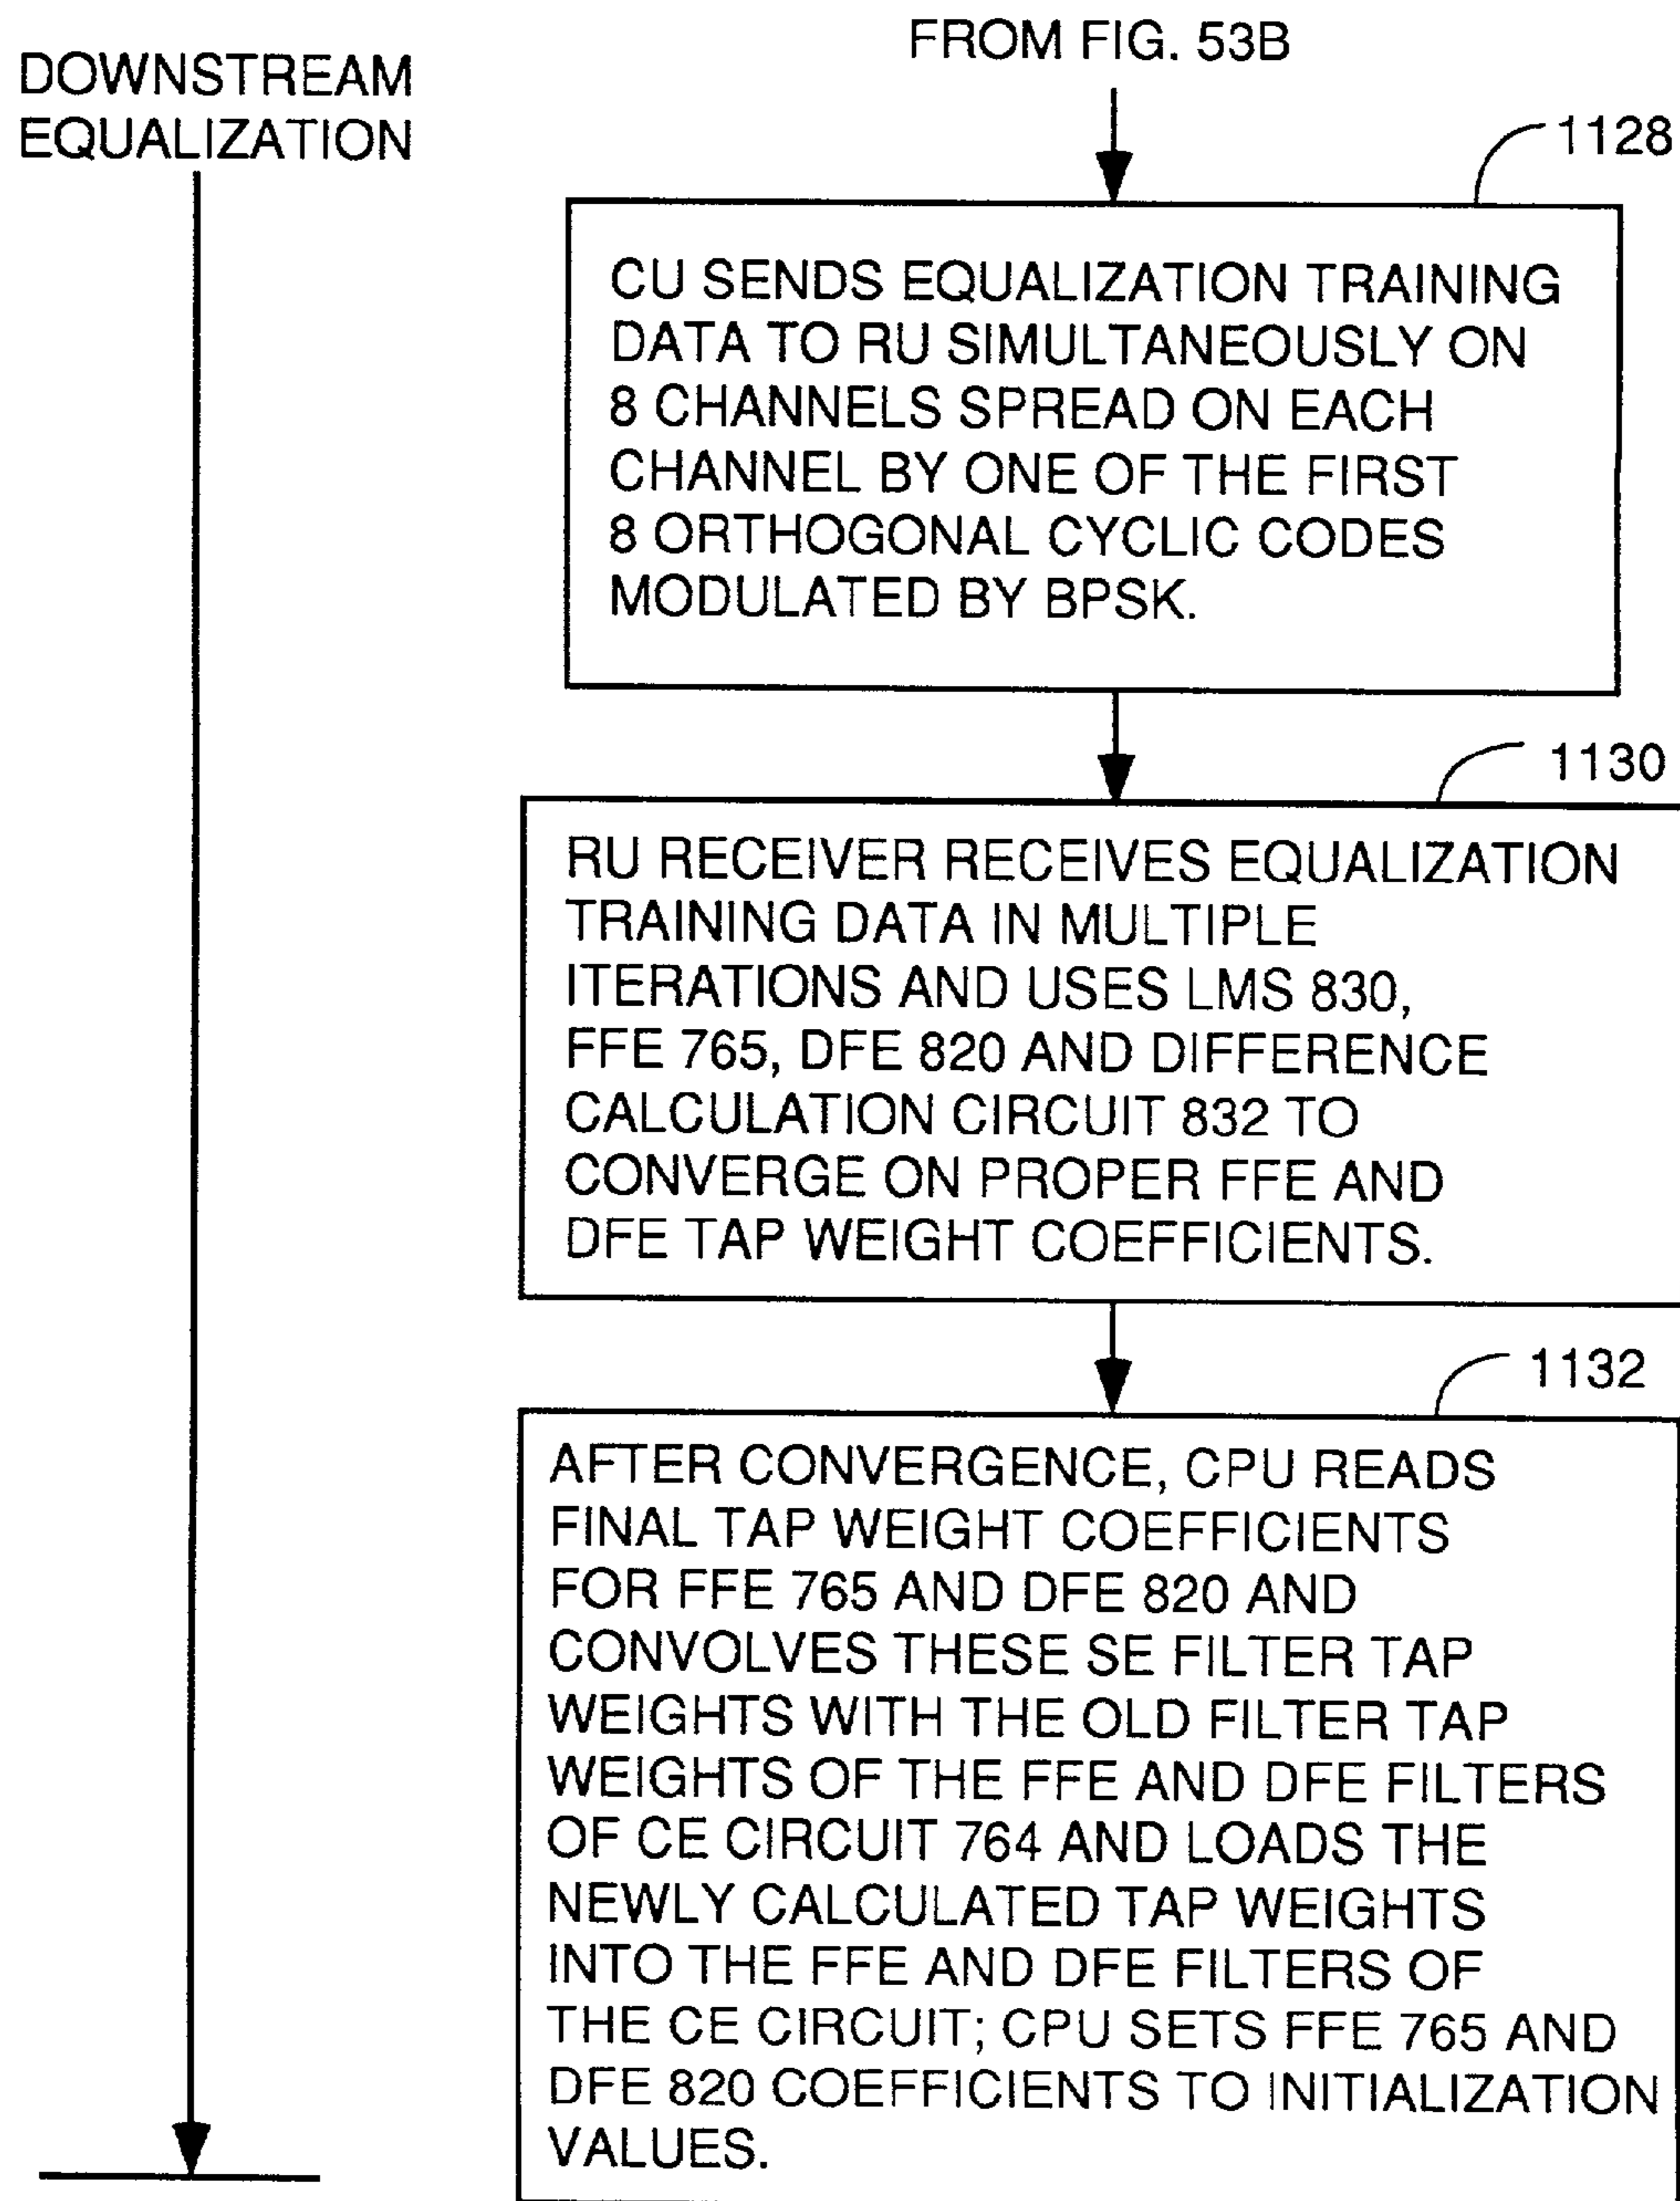 DOWNSTREAM
EQUALIZATION
FROM FIG. 53B
1128
CU SENDS EQUALIZATION TRAINING
DATA TO RU SIMULTANEOUSLY ON
8 CHANNELS SPREAD ON EACH
CHANNEL BY ONE OF THE FIRST
8 ORTHOGONAL CYCLIC CODES
MODULATED BY BPSK.
1130
RU RECEIVER RECEIVES EQUALIZATION
TRAINING DATA IN MULTIPLE
ITERATIONS AND USES LMS 830,
FFE 765, DFE 820 AND DIFFERENCE
CALCULATION CIRCUIT 832 TO
CONVERGE ON PROPER FFE AND
DFE TAP WEIGHT COEFFICIENTS.
1132
AFTER CONVERGENCE, CPU READS
FINAL TAP WEIGHT COEFFICIENTS
FOR FFE 765 AND DFE 820 AND
CONVOLVES THESE SE FILTER TAP
WEIGHTS WITH THE OLD FILTER TAP
WEIGHTS OF THE FFE AND DFE FILTERS
OF CE CIRCUIT 764 AND LOADS THE
NEWLY CALCULATED TAP WEIGHTS
INTO THE FFE AND DFE FILTERS OF
THE CE CIRCUIT; CPU SETS FFE 765 AND
DFE 820 COEFFICIENTS TO INITIALIZATION
VALUES.